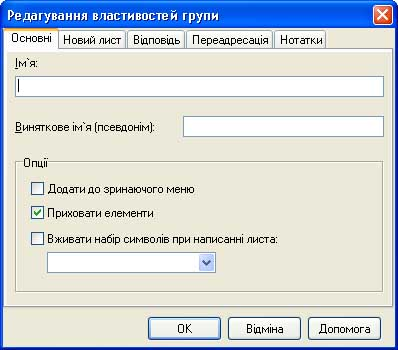 Редагування властивостей групи
Основні Новий лист Відповідь Переадресація Нотатки
Ім`я:
Виняткове ім`я (псевдонім):
Опції
Додати до зринаючого меню
Приховати елементи
Вживати набір символів при написанні листа:
OK Відміна Допомога